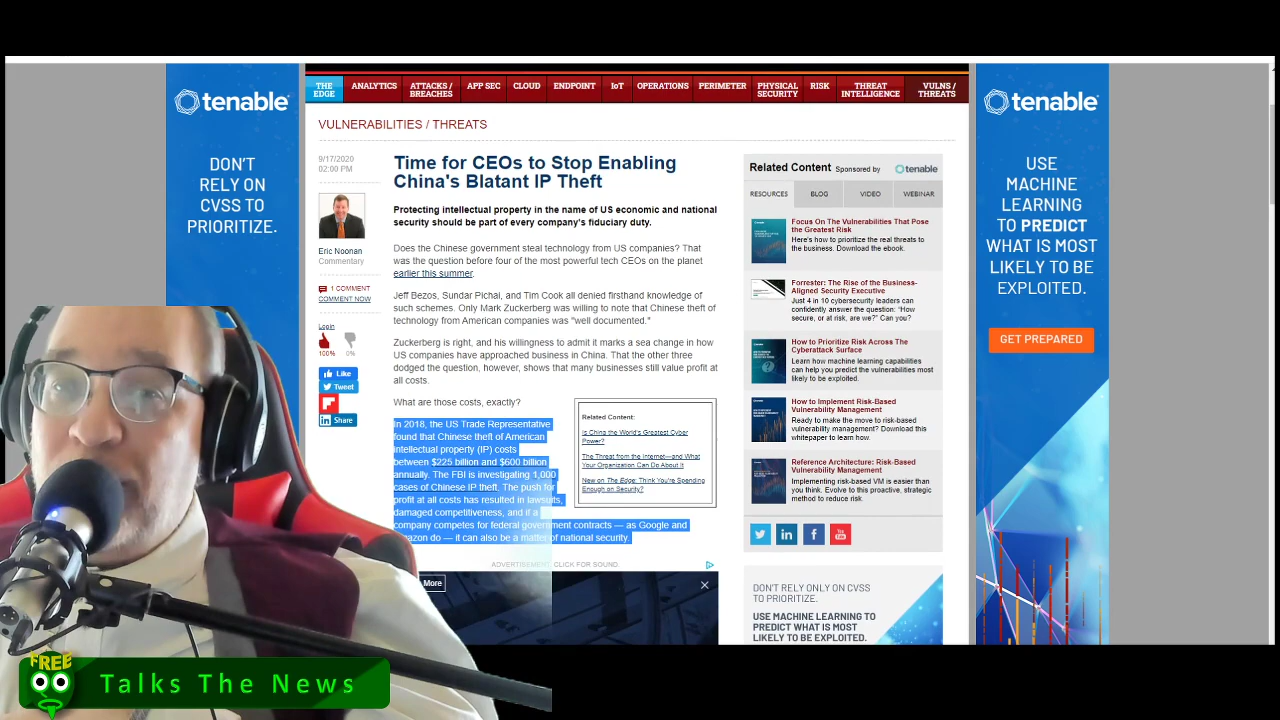 tenable
DON'T
RELY ON
CVSS TO
PRIORITIZE.
THE EDGE
ANALYTICS
ATTACKS / BREACHES
APP SEC
CLOUD
ENDPOINT
IoT
OPERATIONS
PERIMETER
PHYSICAL SECURITY
RISK
THREAT INTELLIGENCE
VULNS / THREATS
VULNERABILITIES / THREATS
9/17/2020
02:00 PM
Eric Noonan
Commentary
1 COMMENT
COMMENT NOW
Login
100%
0%
Like
Tweet
Share
Time for CEOs to Stop Enabling
China's Blatant IP Theft
Protecting intellectual property in the name of US economic and national
security should be part of every company's fiduciary duty.
Does the Chinese government steal technology from US companies? That
was the question before four of the most powerful tech CEOs on the planet
earlier this summer.
Jeff Bezos, Sundar Pichai, and Tim Cook all denied firsthand knowledge of
such schemes. Only Mark Zuckerberg was willing to note that Chinese theft of
technology from American companies was "well documented."
Zuckerberg is right, and his willingness to admit it marks a sea change in how
US companies have approached business in China. That the other three
dodged the question, however, shows that many businesses still value profit at
all costs.
What are those costs, exactly?
In 2018, the US Trade Representative
found that Chinese theft of American
intellectual property (IP) costs
between $225 billion and $600 billion
annually. The FBI is investigating 1,000
cases of Chinese IP theft. The push for
profit at all costs has resulted in lawsuits,
damaged competitiveness, and if a
company competes for federal government contracts — as Google and
azon do — it can also be a matter of national security.
Related Content:
Is China the World's Greatest Cyber
Power?
The Threat from the Internet—and What
Your Organization Can Do About It
New on The Edge: Think You're Spending
Enough on Security?
ADVERTISEMENT. CLICK FOR SOUND.
More
Related Content
Sponsored by
tenable
RESOURCES
BLOG
VIDEO
WEBINAR
Focus On The Vulnerabilities That Pose
the Greatest Risk
Here's how to prioritize the real threats to
the business. Download the ebook.
Forrester: The Rise of the Business-
Aligned Security Executive
Just 4 in 10 cybersecurity leaders can
confidently answer the question: "How
secure, or at risk, are we?" Can you?
How to Prioritize Risk Across The
Cyberattack Surface
Learn how machine learning capabilities
can help you predict the vulnerabilities most
likely to be exploited.
How to Implement Risk-Based
Vulnerability Management
Ready to make the move to risk-based
vulnerability management? Download this
whitepaper to learn how.
Reference Architecture: Risk-Based
Vulnerability Management
Implementing risk-based VM is easier than
you think. Evolve to this proactive, strategic
method to reduce risk.
DON'T RELY ONLY ON CVSS
TO PRIORITIZE.
USE MACHINE LEARNING TO
PREDICT WHAT IS MOST
LIKELY TO BE EXPLOITED.
tenable
USE
MACHINE
LEARNING
TO PREDICT
WHAT IS MOST
LIKELY TO BE
EXPLOITED.
GET PREPARED
FREE
Talks The News